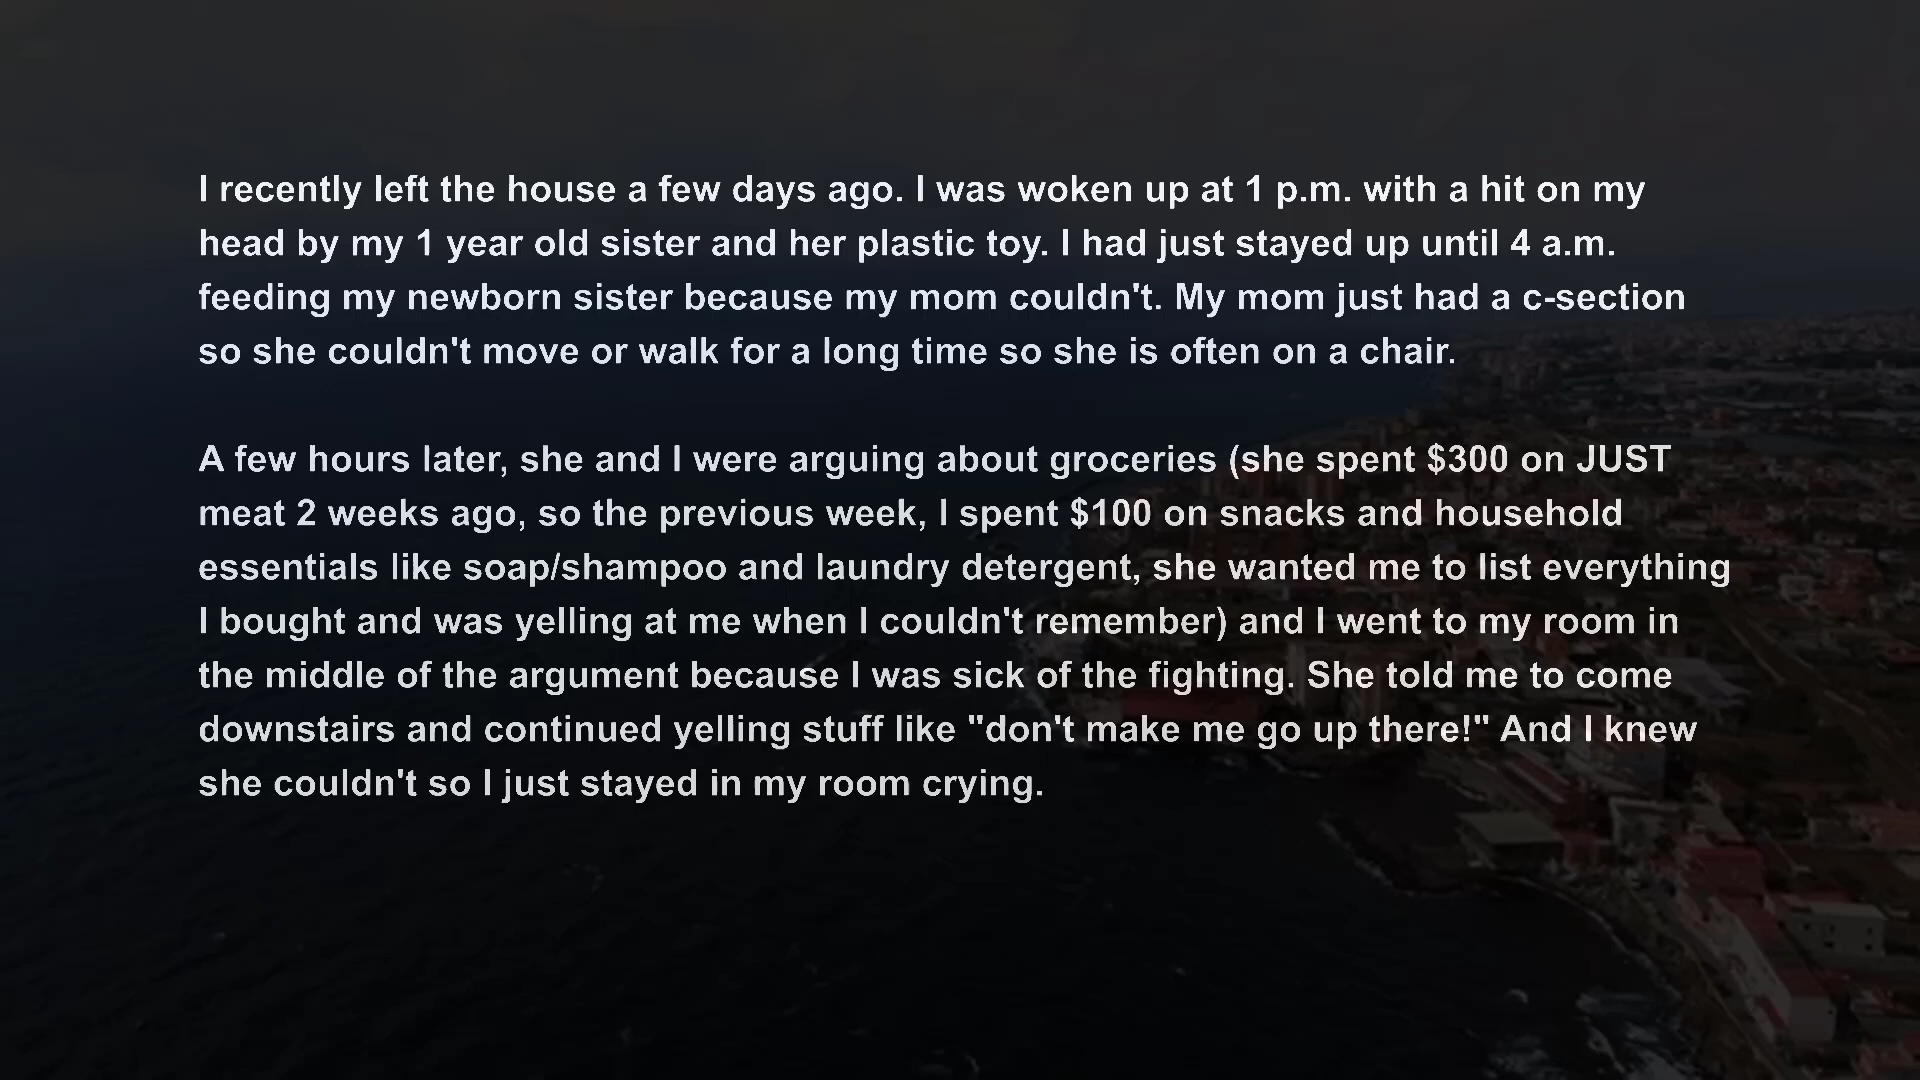 I recently left the house a few days ago. I was woken up at 1 p.m. with a hit on my
head by my 1 year old sister and her plastic toy. I had just stayed up until 4 a.m.
feeding my newborn sister because my mom couldn't. My mom just had a c-section
so she couldn't move or walk for a long time so she is often on a chair.
A few hours later, she and I were arguing about groceries (she spent $300 on JUST
meat 2 weeks ago, so the previous week, I spent $100 on snacks and household
essentials like soap/shampoo and laundry detergent, she wanted me to list everything
I bought and was yelling at me when I couldn't remember) and I went to my room in
the middle of the argument because I was sick of the fighting. She told me to come
downstairs and continued yelling stuff like "don't make me go up there!" And I knew
she couldn't so I just stayed in my room crying.